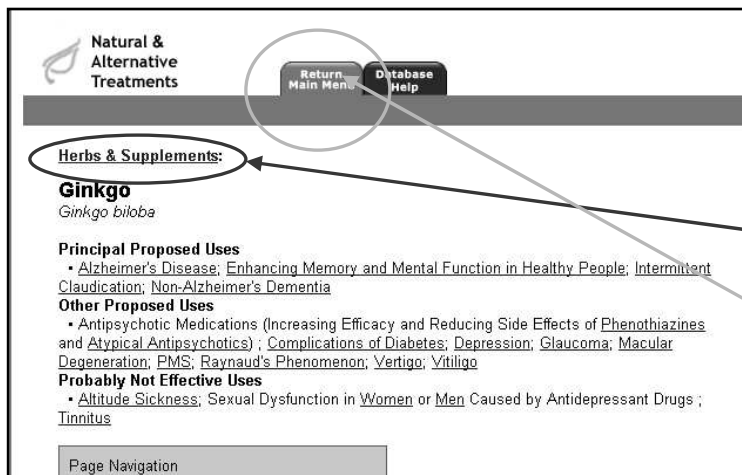 Natural &
Alternative
Treatments
Return
Main Menu
Database
Help
Herbs & Supplements:
Ginkgo
Ginkgo biloba
Principal Proposed Uses
▪ Alzheimer's Disease; Enhancing Memory and Mental Function in Healthy People; Intermittent
Claudication; Non-Alzheimer's Dementia
Other Proposed Uses
▪ Antipsychotic Medications (Increasing Efficacy and Reducing Side Effects of Phenothiazines
and Atypical Antipsychotics) ; Complications of Diabetes; Depression; Glaucoma; Macular
Degeneration; PMS; Raynaud's Phenomenon; Vertigo; Vitiligo
Probably Not Effective Uses
▪ Altitude Sickness; Sexual Dysfunction in Women or Men Caused by Antidepressant Drugs ;
Tinnitus
Page Navigation